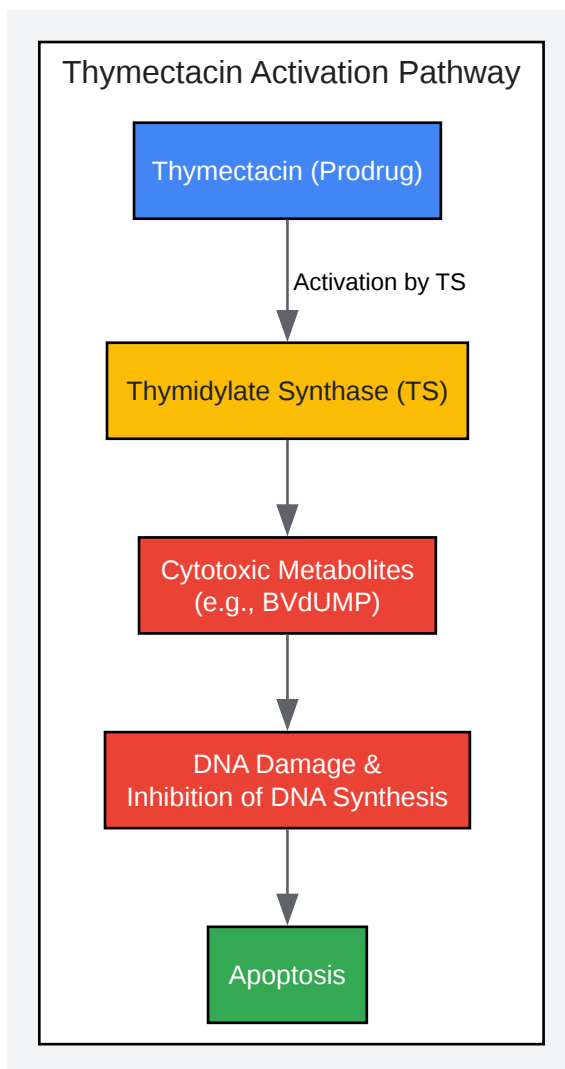 Thymectacin Activation Pathway
Thymectacin (Prodrug)
Activation by TS
Thymidylate Synthase (TS)
Cytotoxic Metabolites
(e.g., BVdUMP)
DNA Damage &
Inhibition of DNA Synthesis
Apoptosis